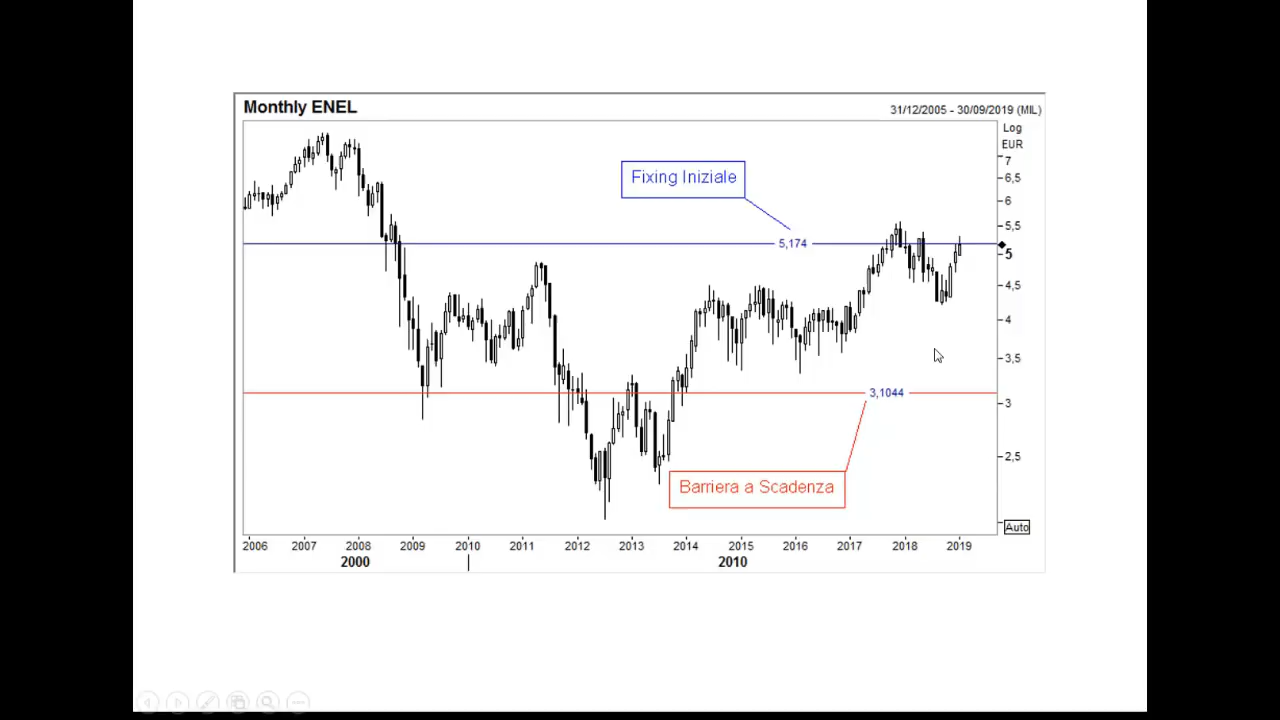 Monthly ENEL
31/12/2005 - 30/09/2019 (MIL)
Log
EUR
7
6,5
6
5,5
5
4,5
4
3,5
3
2,5
Fixing Iniziale
5,174
3,1044
Barriera a Scadenza
Auto
2006 2007 2008 2009 2010 2011 2012 2013 2014 2015 2016 2017 2018 2019
2000 2010